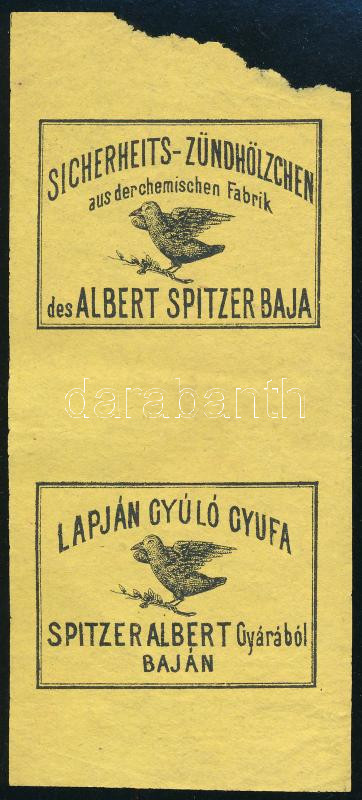 SICHERHEITS-ZÜNDHÖLZCHEN
aus der chemischen Fabrik
des ALBERT SPITZER BAJA
darabanth
LAPJÁN GYÚLÓ GYUFA
SPITZER ALBERT Gyárából
BAJÁN